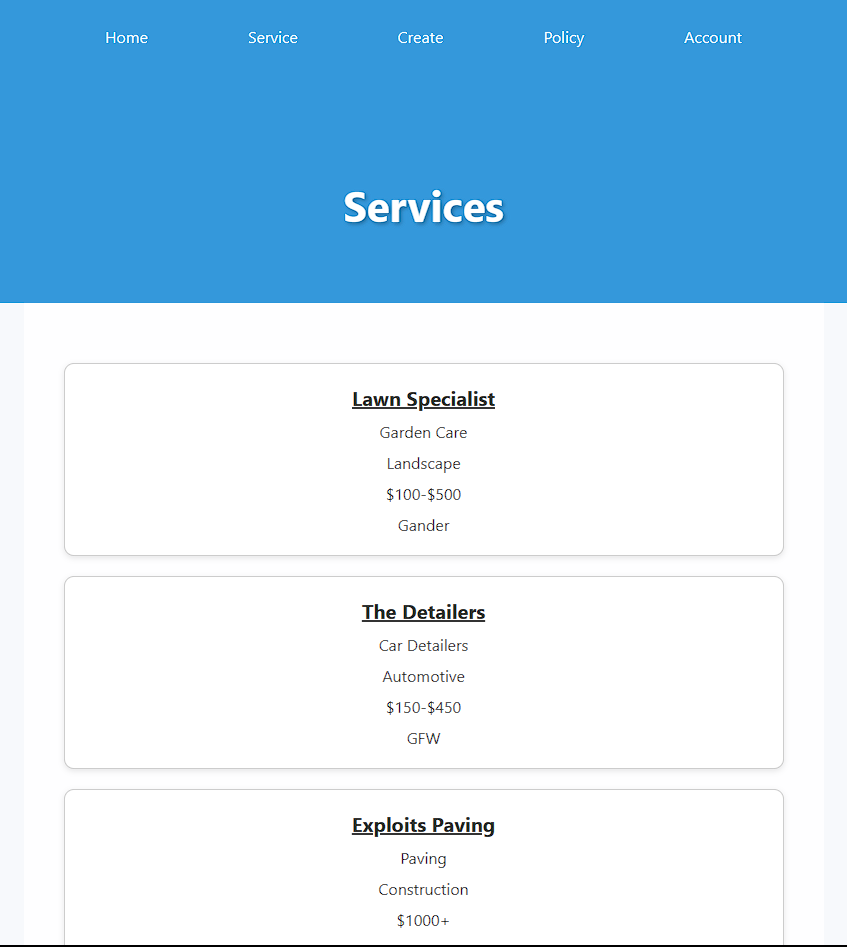 Home Service Create Policy Account
Services
Lawn Specialist
Garden Care
Landscape
$100-$500
Gander
The Detailers
Car Detailers
Automotive
$150-$450
GFW
Exploits Paving
Paving
Construction
$1000+